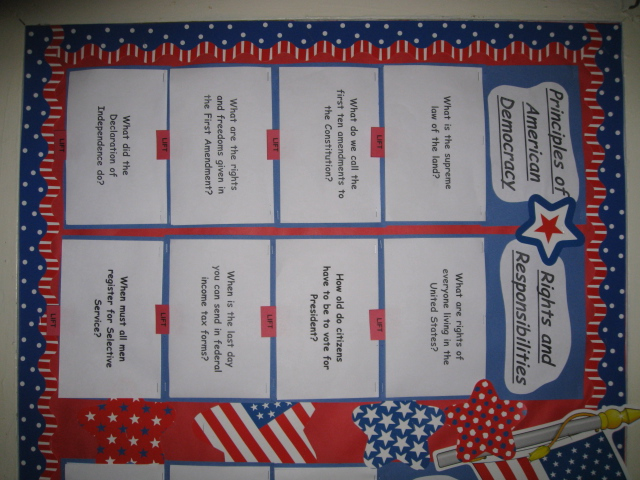 Principles of
American
Democracy
What is the supreme
law of the land?
LIFT
What do we call the
first ten amendments to
the Constitution?
LIFT
What are the rights
and freedoms given in
the First Amendment?
LIFT
What did the
Declaration of
Independence do?
LIFT
Rights and
Responsibilities
What are rights of
everyone living in the
United States?
LIFT
How old do citizens
have to be to vote for
President?
LIFT
When is the last day
you can send in federal
income tax forms?
LIFT
When must all men
register for Selective
Service?
LIFT